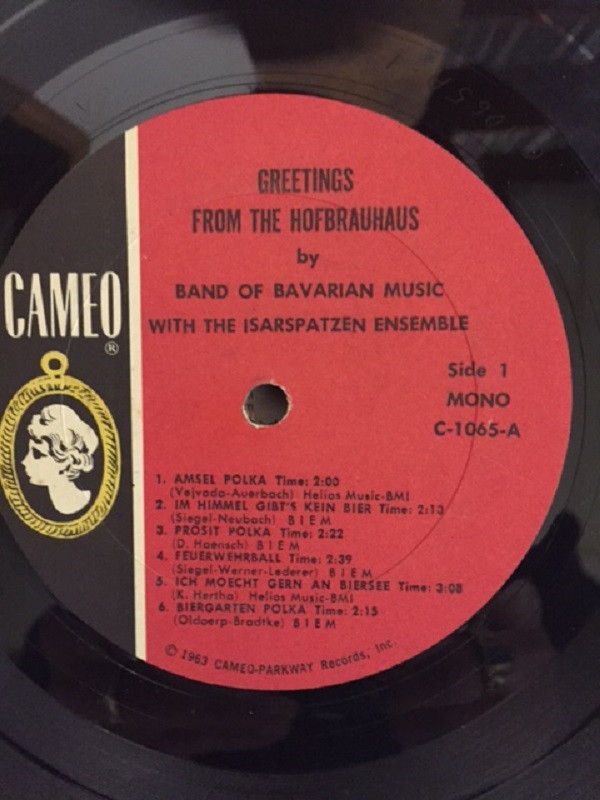 GREETINGS
FROM THE HOFBRAUHAUS
by
BAND OF BAVARIAN MUSIC
WITH THE ISARSPATZEN ENSEMBLE
CAMEO
®
Side 1
MONO
C-1065-A
1. AMSEL POLKA Time: 2:00
(Vejvoda-Auerbach) Helios Music-BMI
2. IM HIMMEL GIBT'S KEIN BIER Time: 2:13
(Siegel-Neubach) B I E M
3. PROSIT POLKA Time: 2:22
(D. Haensch) B I E M
4. FEUERWEHRBALL Time: 2:39
(Siegel-Werner-Lederer) B I E M
5. ICH MOECHT GERN AN BIERSEE Time: 3:08
(K. Hertha) Helios Music-BMI
6. BIERGARTEN POLKA Time: 2:15
(Oldoerp-Bradtke) B I E M
© 1963 CAMEO-PARKWAY Records, Inc.